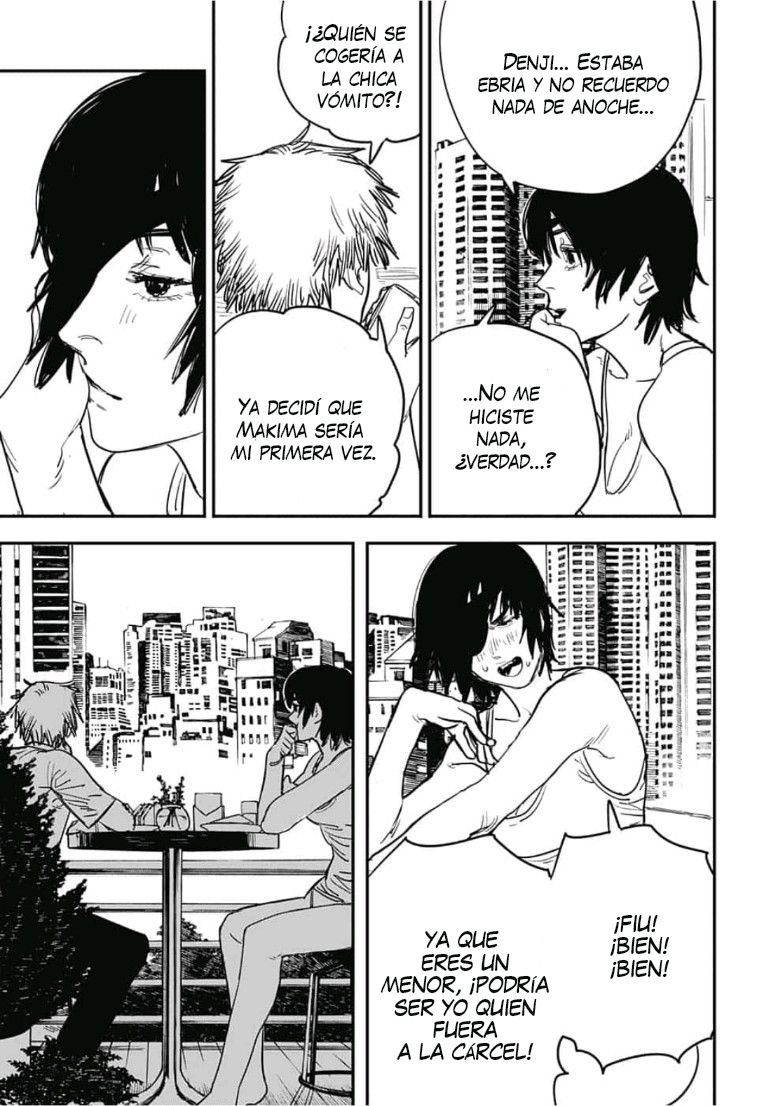 DENJI... ESTABA
EBRIA Y NO RECUERDO
NADA DE ANOCHE...
...NO ME
HICISTE
NADA,
¿VERDAD...?
¡¿QUIÉN SE
COGERÍA A
LA CHICA
VÓMITO?!
YA DECIDÍ QUE
MAKIMA SERÍA
MI PRIMERA VEZ.
¡FIU!
¡BIEN!
¡BIEN!
YA QUE
ERES UN
MENOR, ¡PODRÍA
SER YO QUIEN
FUERA
A LA CÁRCEL!